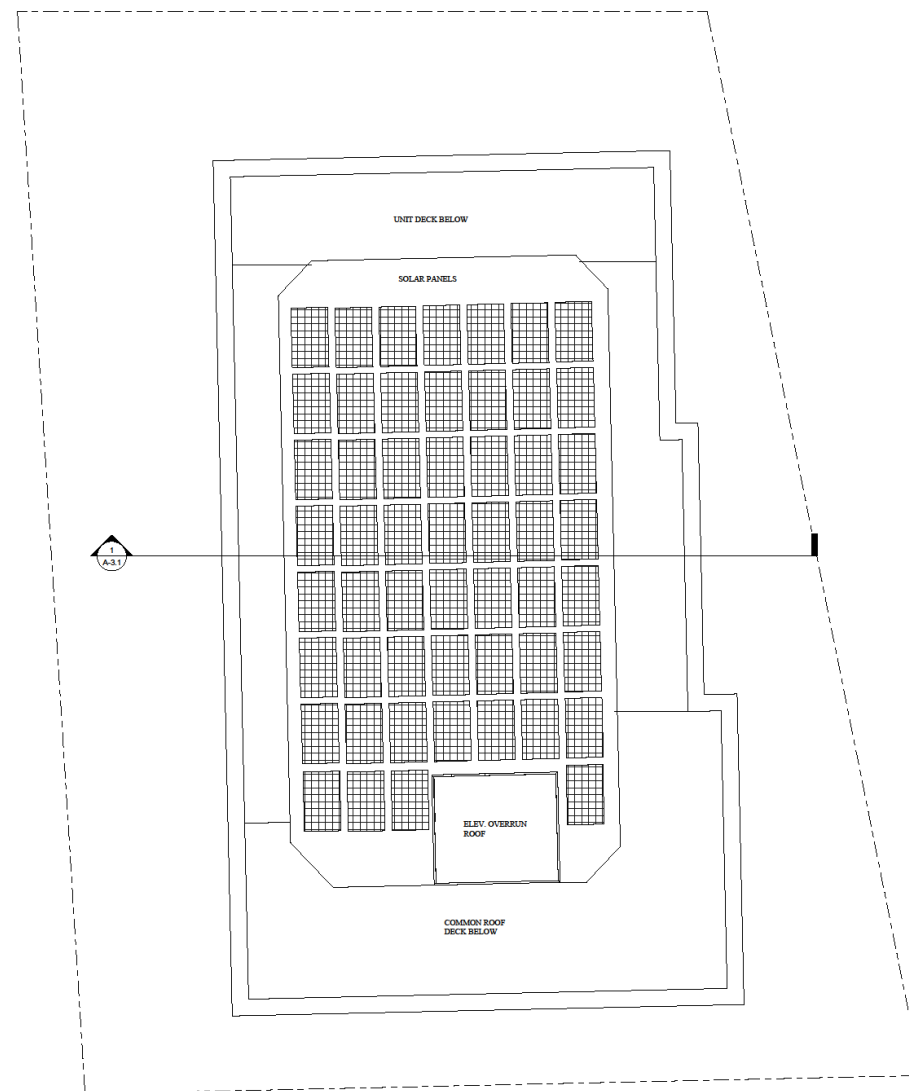 UNIT DECK BELOW
SOLAR PANELS
1
A-3.1
ELEV. OVERRUN
ROOF
COMMON ROOF
DECK BELOW